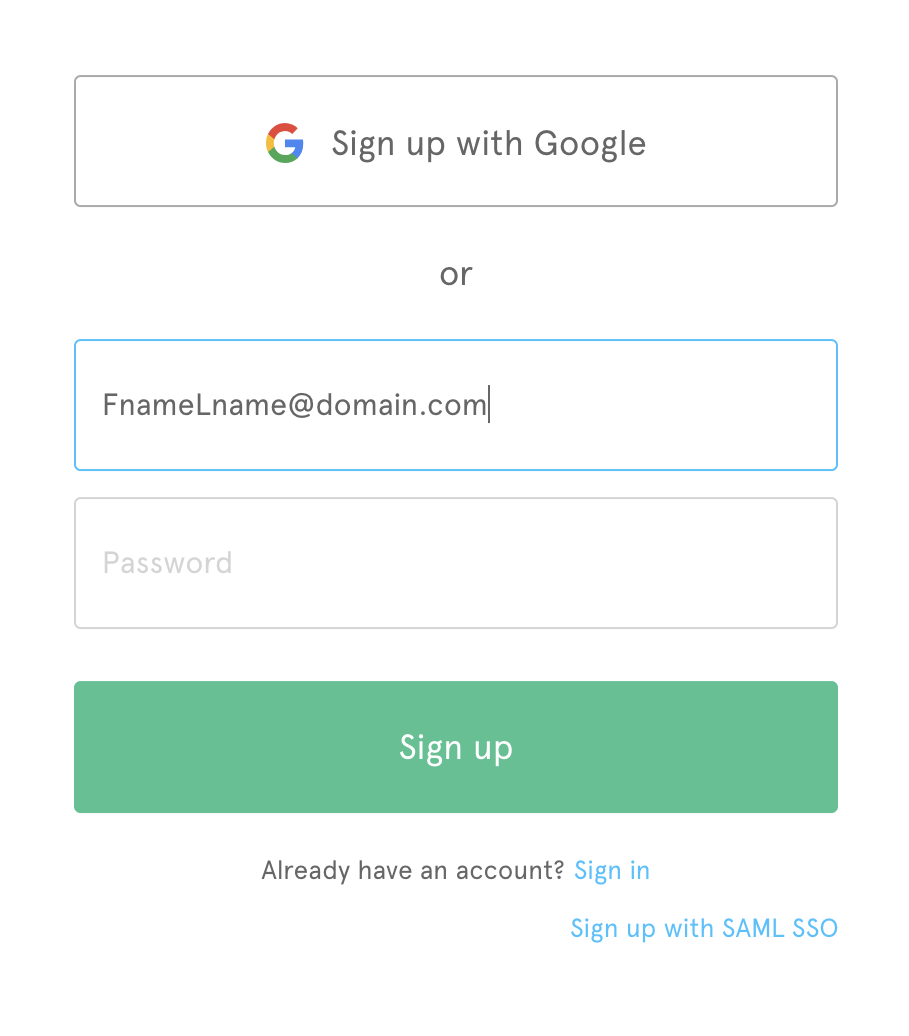 Sign up with Google
or
FnameLname@domain.com
Password
Sign up
Already have an account? Sign in
Sign up with SAML SSO